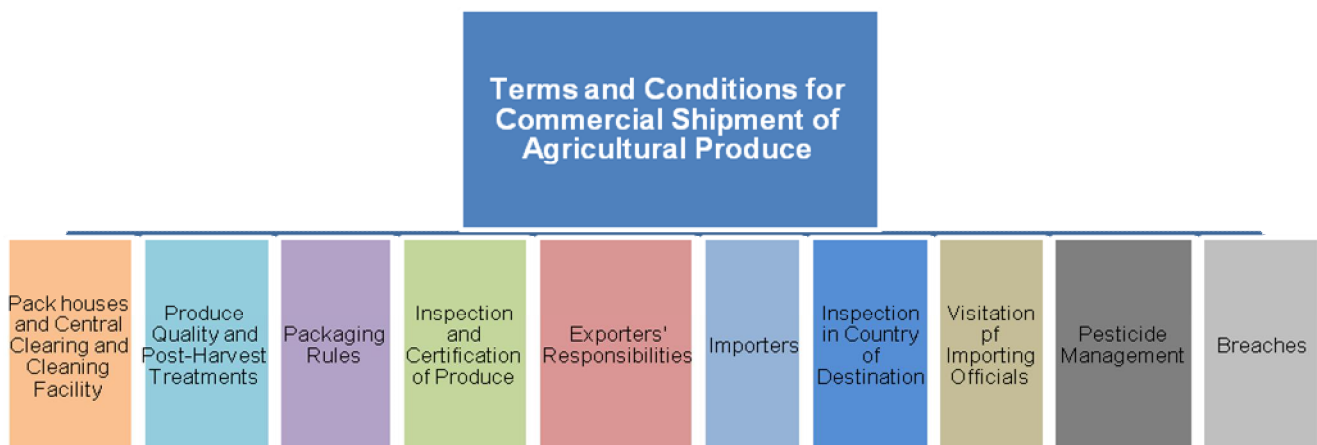 Terms and Conditions for
Commercial Shipment of
Agricultural Produce
Pack houses
and Central
Clearing and
Cleaning
Facility
Produce
Quality and
Post-Harvest
Treatments
Packaging
Rules
Inspection
and
Certification
of Produce
Exporters'
Responsibilities
Importers
Inspection
in Country
of
Destination
Visitation
pf
Importing
Officials
Pesticide
Management
Breaches